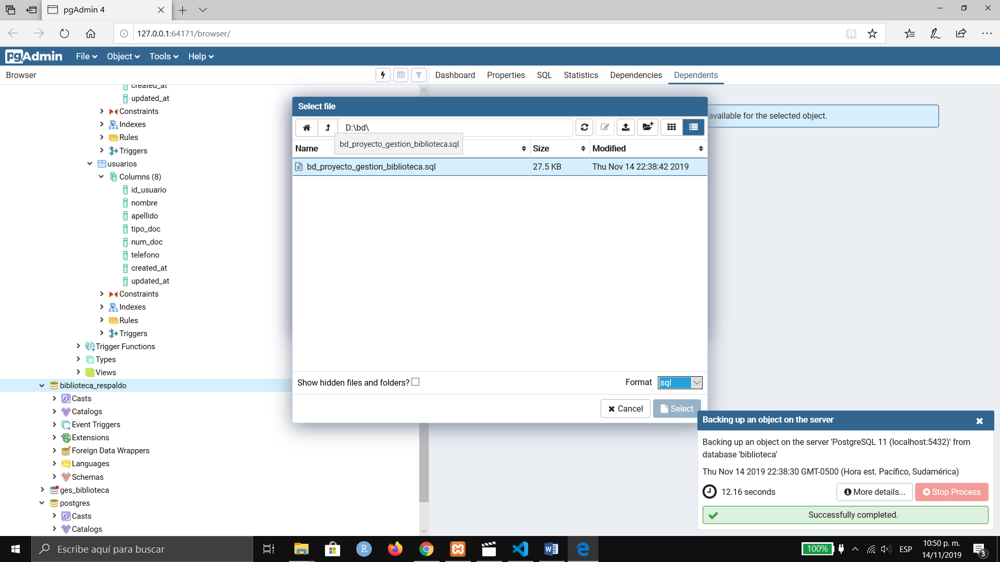 pgAdmin 4
127.0.0.1:64171/browser/
pgAdmin File Object Tools Help
Browser
Dashboard Properties SQL Statistics Dependencies Dependents
created_at
updated_at
Constraints
Indexes
Rules
Triggers
usuarios
Columns (8)
id_usuario
nombre
apellido
tipo_doc
num_doc
telefono
created_at
updated_at
Constraints
Indexes
Rules
Triggers
Trigger Functions
Types
Views
biblioteca_respaldo
Casts
Catalogs
Event Triggers
Extensions
Foreign Data Wrappers
Languages
Schemas
ges_biblioteca
postgres
Casts
Catalogs
available for the selected object.
Select file
D:\bd\
bd_proyecto_gestion_biblioteca.sql
Name Size Modified
bd_proyecto_gestion_biblioteca.sql 27.5 KB Thu Nov 14 22:38:42 2019
Show hidden files and folders? Format sql
Cancel Select
Backing up an object on the server
Backing up an object on the server 'PostgreSQL 11 (localhost:5432)' from
database 'biblioteca'
Thu Nov 14 2019 22:38:30 GMT-0500 (Hora est. Pacífico, Sudamérica)
12.16 seconds More details... Stop Process
Successfully completed.
Escribe aquí para buscar
100% ESP
10:50 p. m.
14/11/2019
3